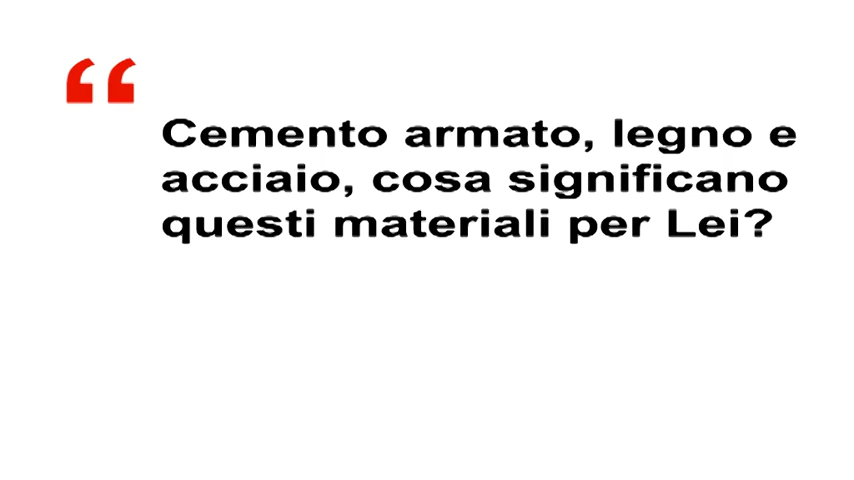 “
Cemento armato, legno e
acciaio, cosa significano
questi materiali per Lei?